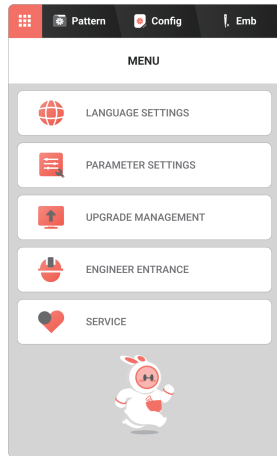 Pattern
Config
Emb
MENU
LANGUAGE SETTINGS
PARAMETER SETTINGS
UPGRADE MANAGEMENT
ENGINEER ENTRANCE
SERVICE